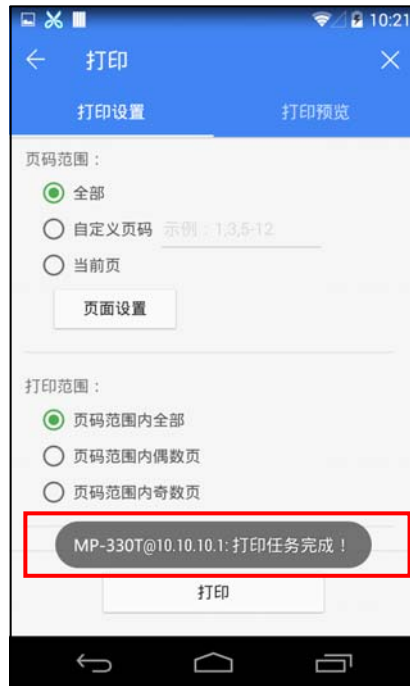 10:21
打印
打印设置 打印预览
页码范围：
全部
自定义页码 示例：1,3,5-12
当前页
页面设置
打印范围：
页码范围内全部
页码范围内偶数页
页码范围内奇数页
MP-330T@10.10.10.1:打印任务完成！
打印